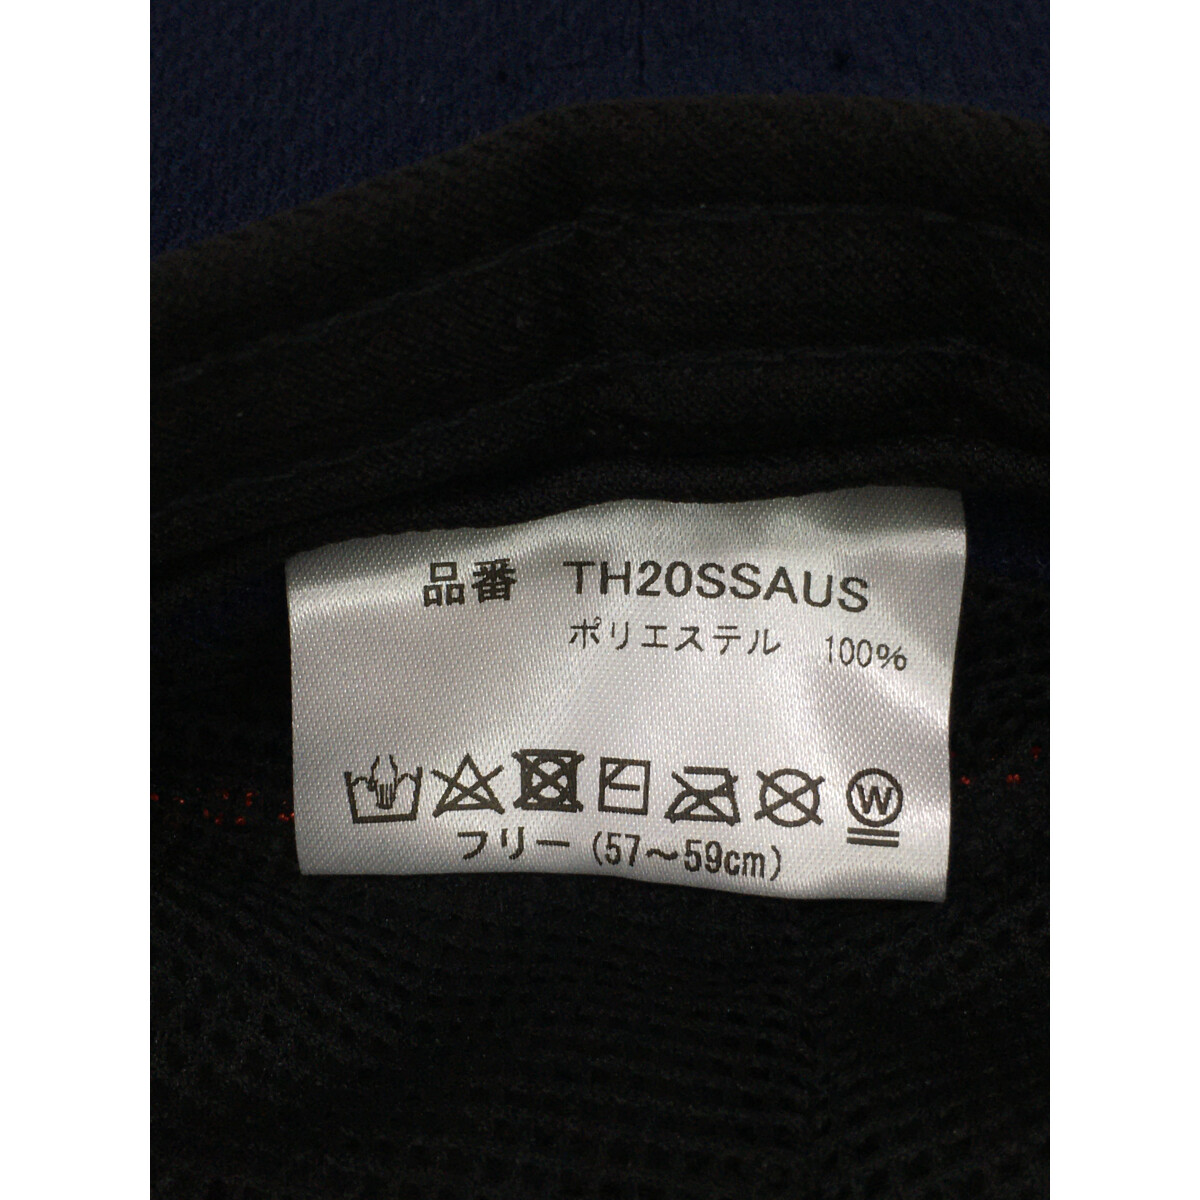 品番 TH20SSAUS
ポリエステル 100%
W
フリー (57～59cm)